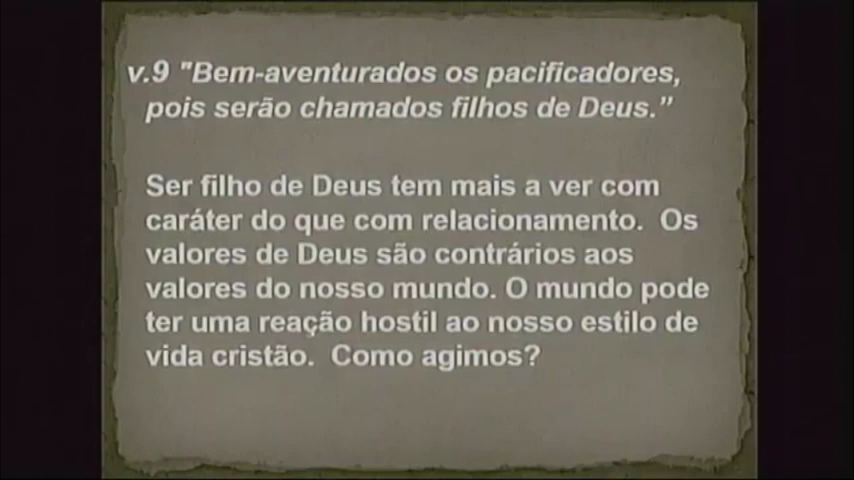 v.9 "Bem-aventurados os pacificadores,
pois serão chamados filhos de Deus.”
Ser filho de Deus tem mais a ver com
caráter do que com relacionamento.  Os
valores de Deus são contrários aos
valores do nosso mundo. O mundo pode
ter uma reação hostil ao nosso estilo de
vida cristão.  Como agimos?